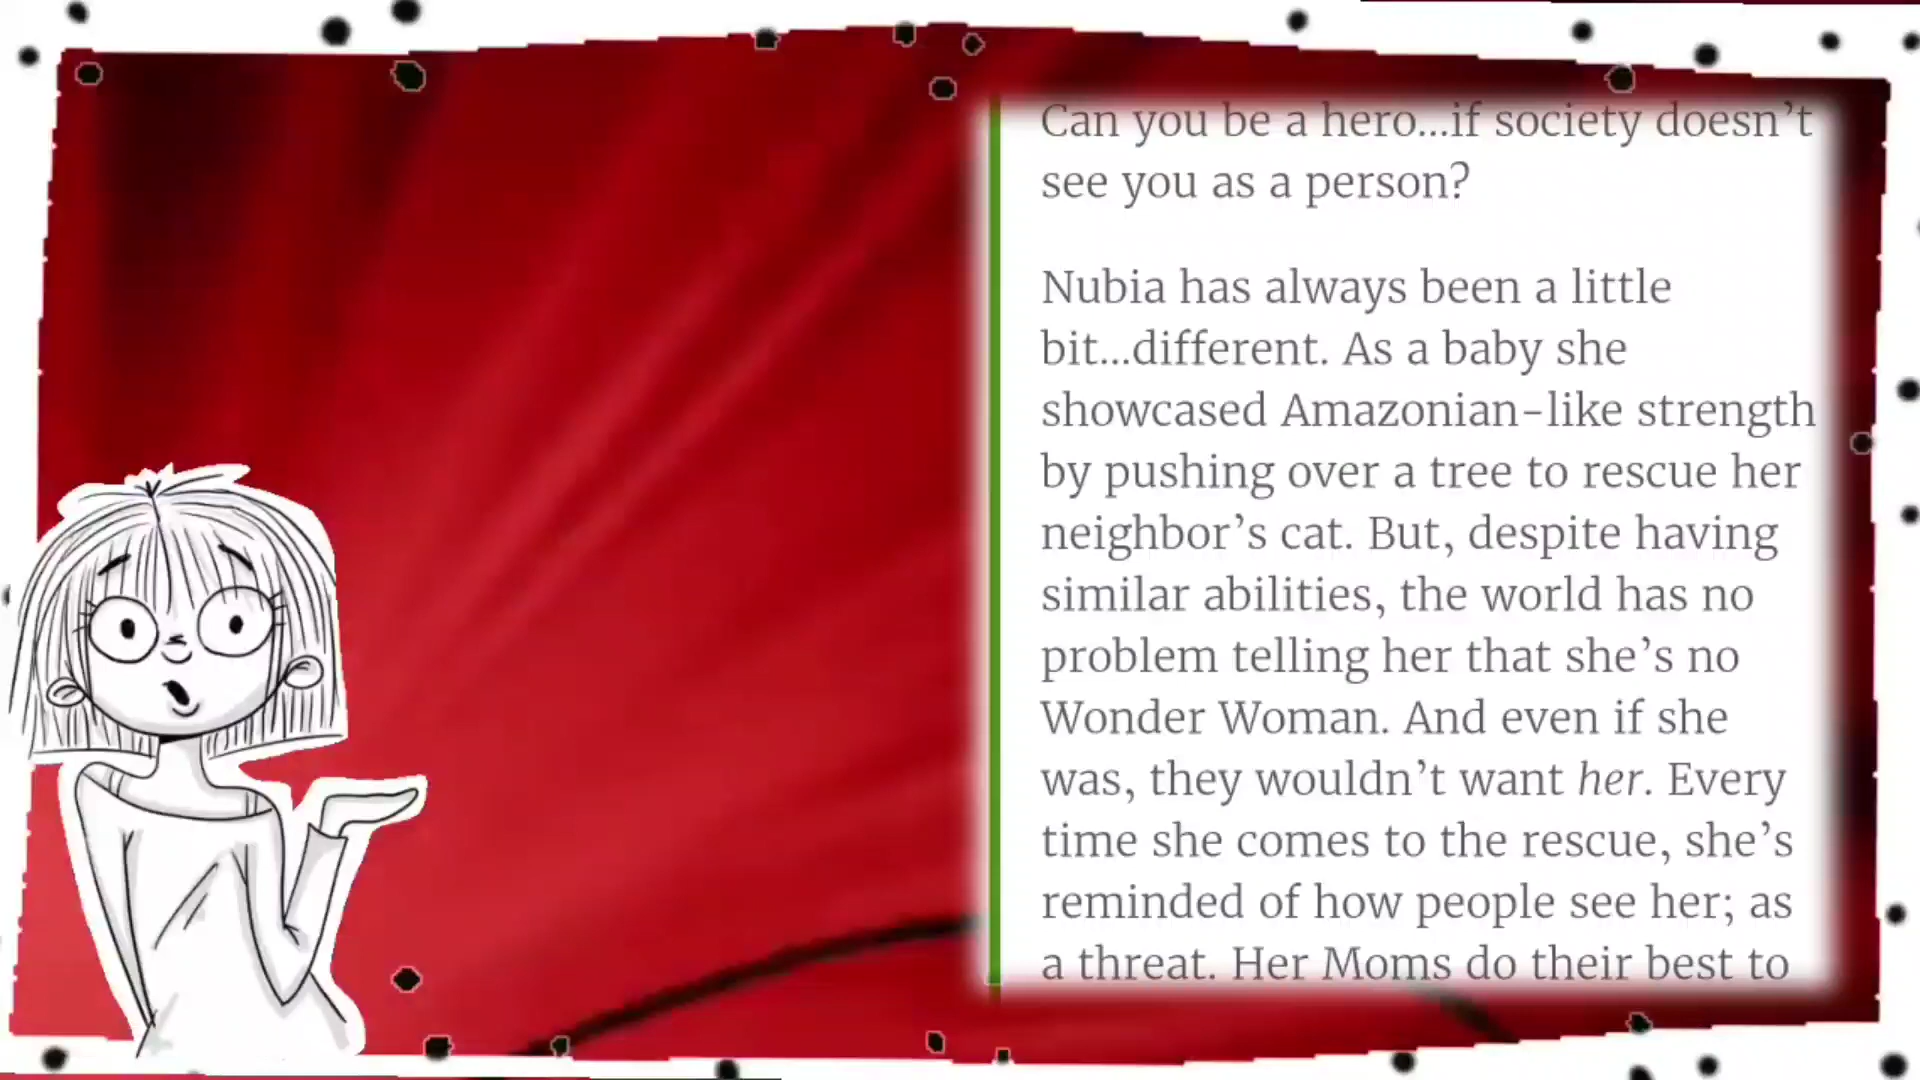 Can you be a hero...if society doesn’t
see you as a person?
Nubia has always been a little
bit...different. As a baby she
showcased Amazonian-like strength
by pushing over a tree to rescue her
neighbor’s cat. But, despite having
similar abilities, the world has no
problem telling her that she’s no
Wonder Woman. And even if she
was, they wouldn’t want her. Every
time she comes to the rescue, she’s
reminded of how people see her; as
a threat. Her Moms do their best to